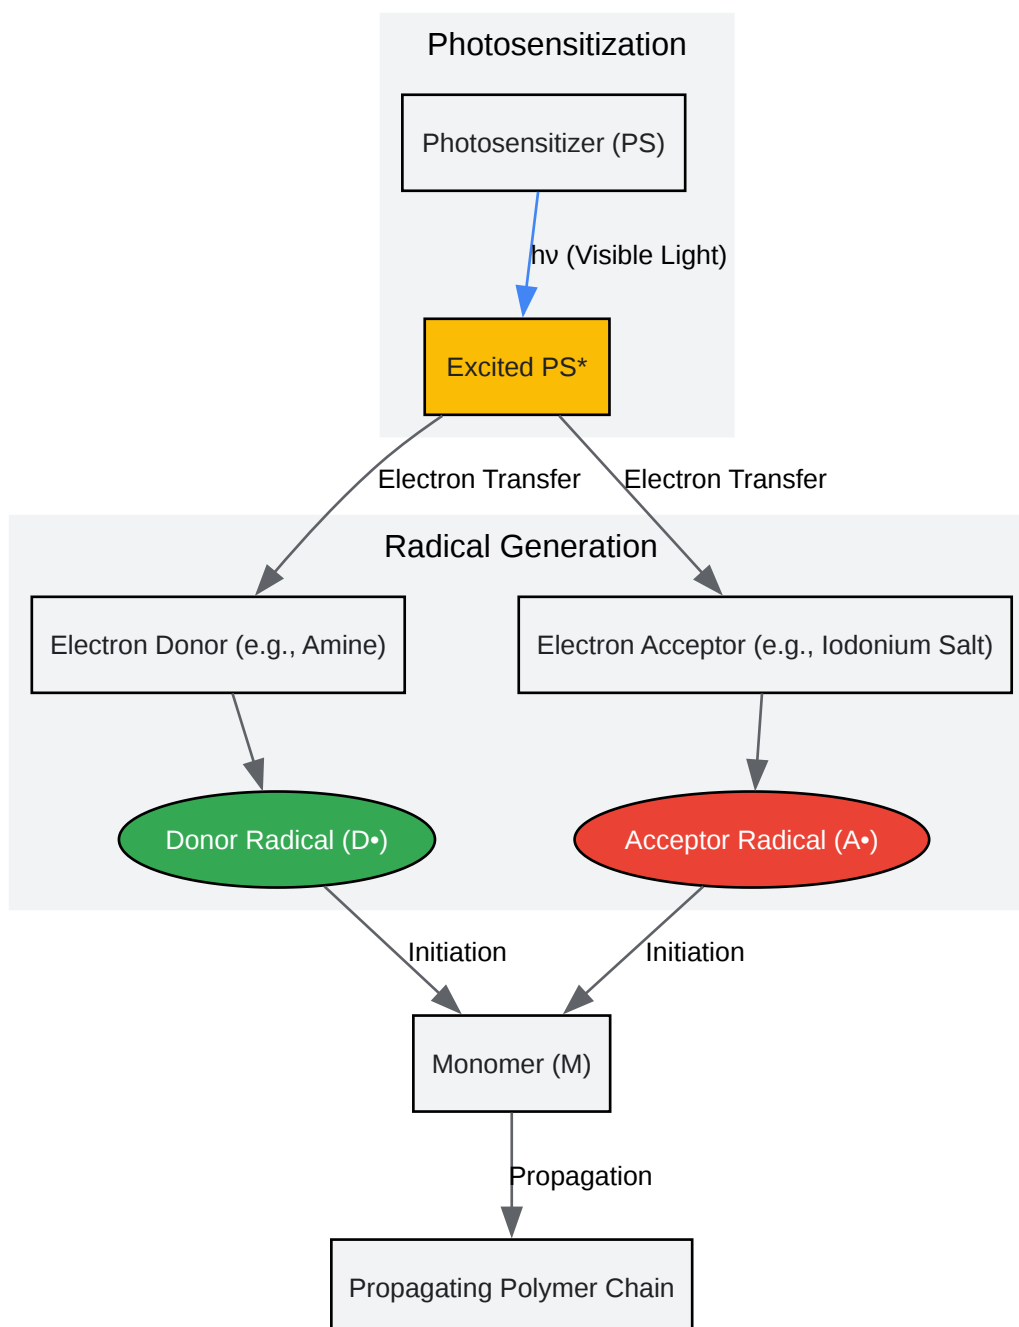 Photosensitization
Photosensitizer (PS)
hν (Visible Light)
Excited PS*
Electron Transfer
Electron Transfer
Radical Generation
Electron Donor (e.g., Amine)
Electron Acceptor (e.g., Iodonium Salt)
Donor Radical (D•)
Acceptor Radical (A•)
Initiation
Initiation
Monomer (M)
Propagation
Propagating Polymer Chain